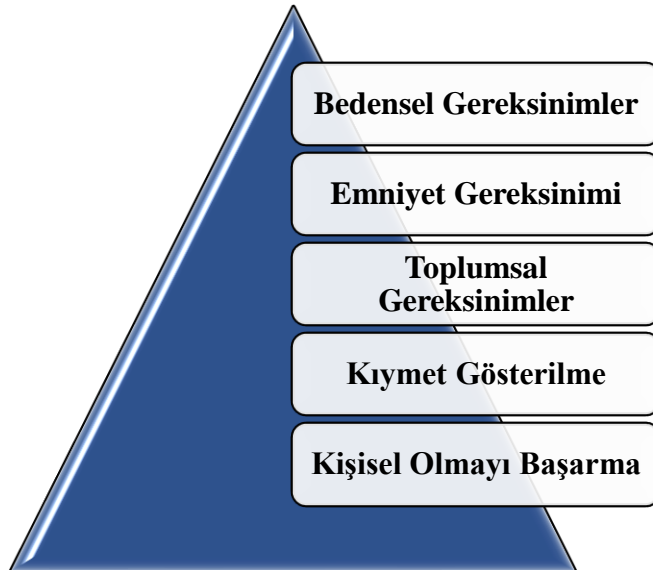 Bedensel Gereksinimler
Emniyet Gereksinimi
Toplumsal
Gereksinimler
Kıymet Gösterilme
Kişisel Olmayı Başarma